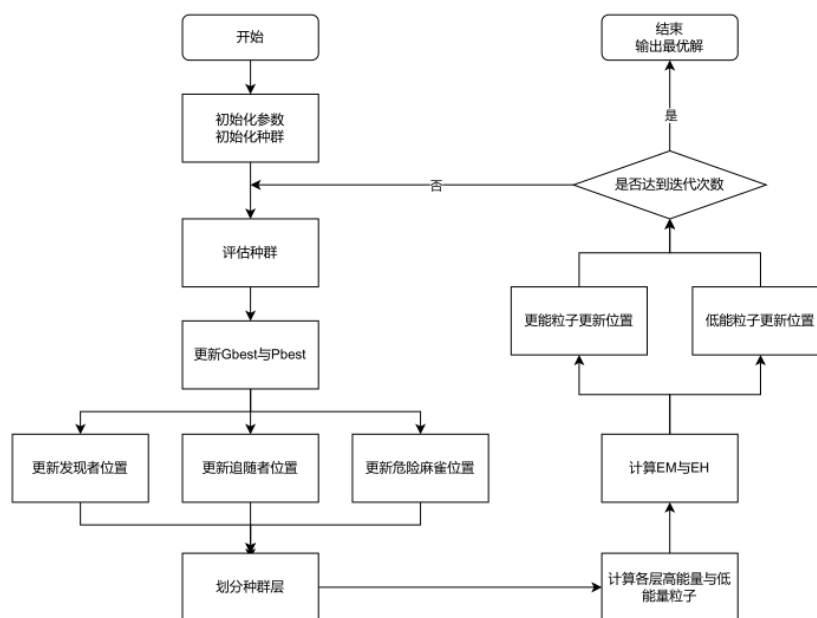 开始
初始化参数
初始化种群
评估种群
更新Gbest与Pbest
更新发现者位置
更新追随者位置
更新危险麻雀位置
划分种群层
计算各层高能量与低
能量粒子
计算EM与EH
更能粒子更新位置
低能粒子更新位置
是否达到迭代次数
否
是
结束
输出最优解